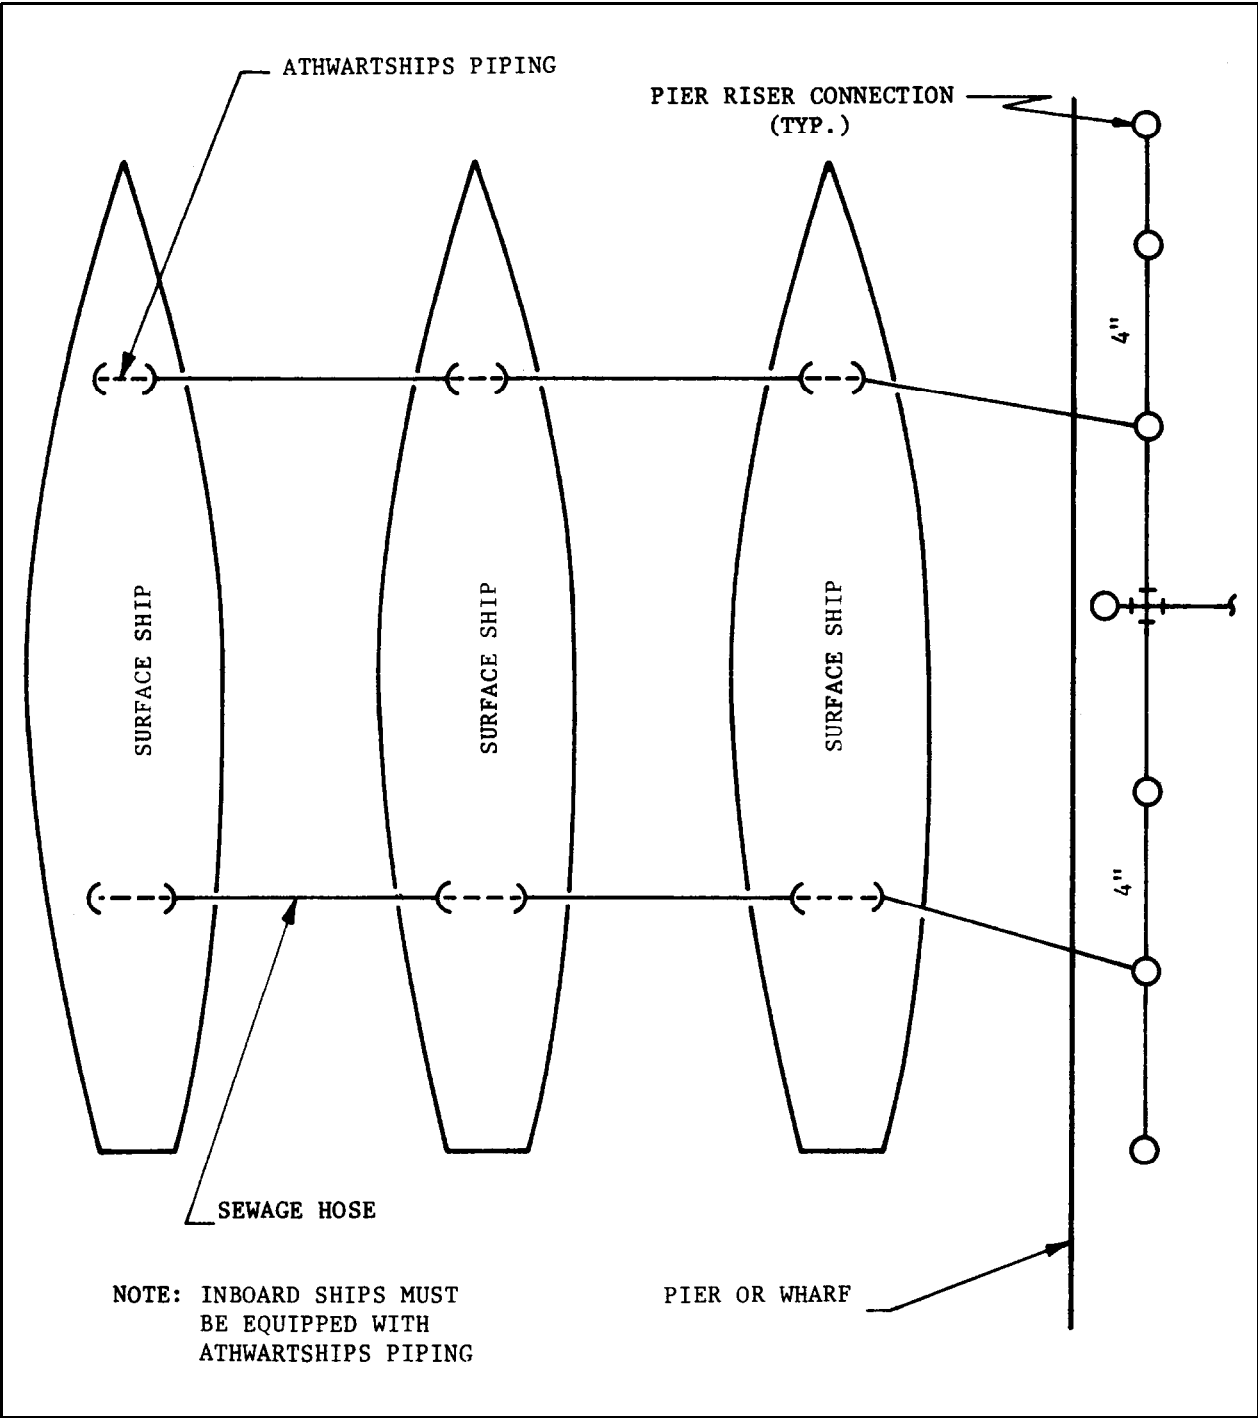 ATHWARTSHIPS PIPING
PIER RISER CONNECTION
(TYP.)
4"
SURFACE SHIP
SURFACE SHIP
SURFACE SHIP
4"
SEWAGE HOSE
PIER OR WHARF
NOTE: INBOARD SHIPS MUST
BE EQUIPPED WITH
ATHWARTSHIPS PIPING